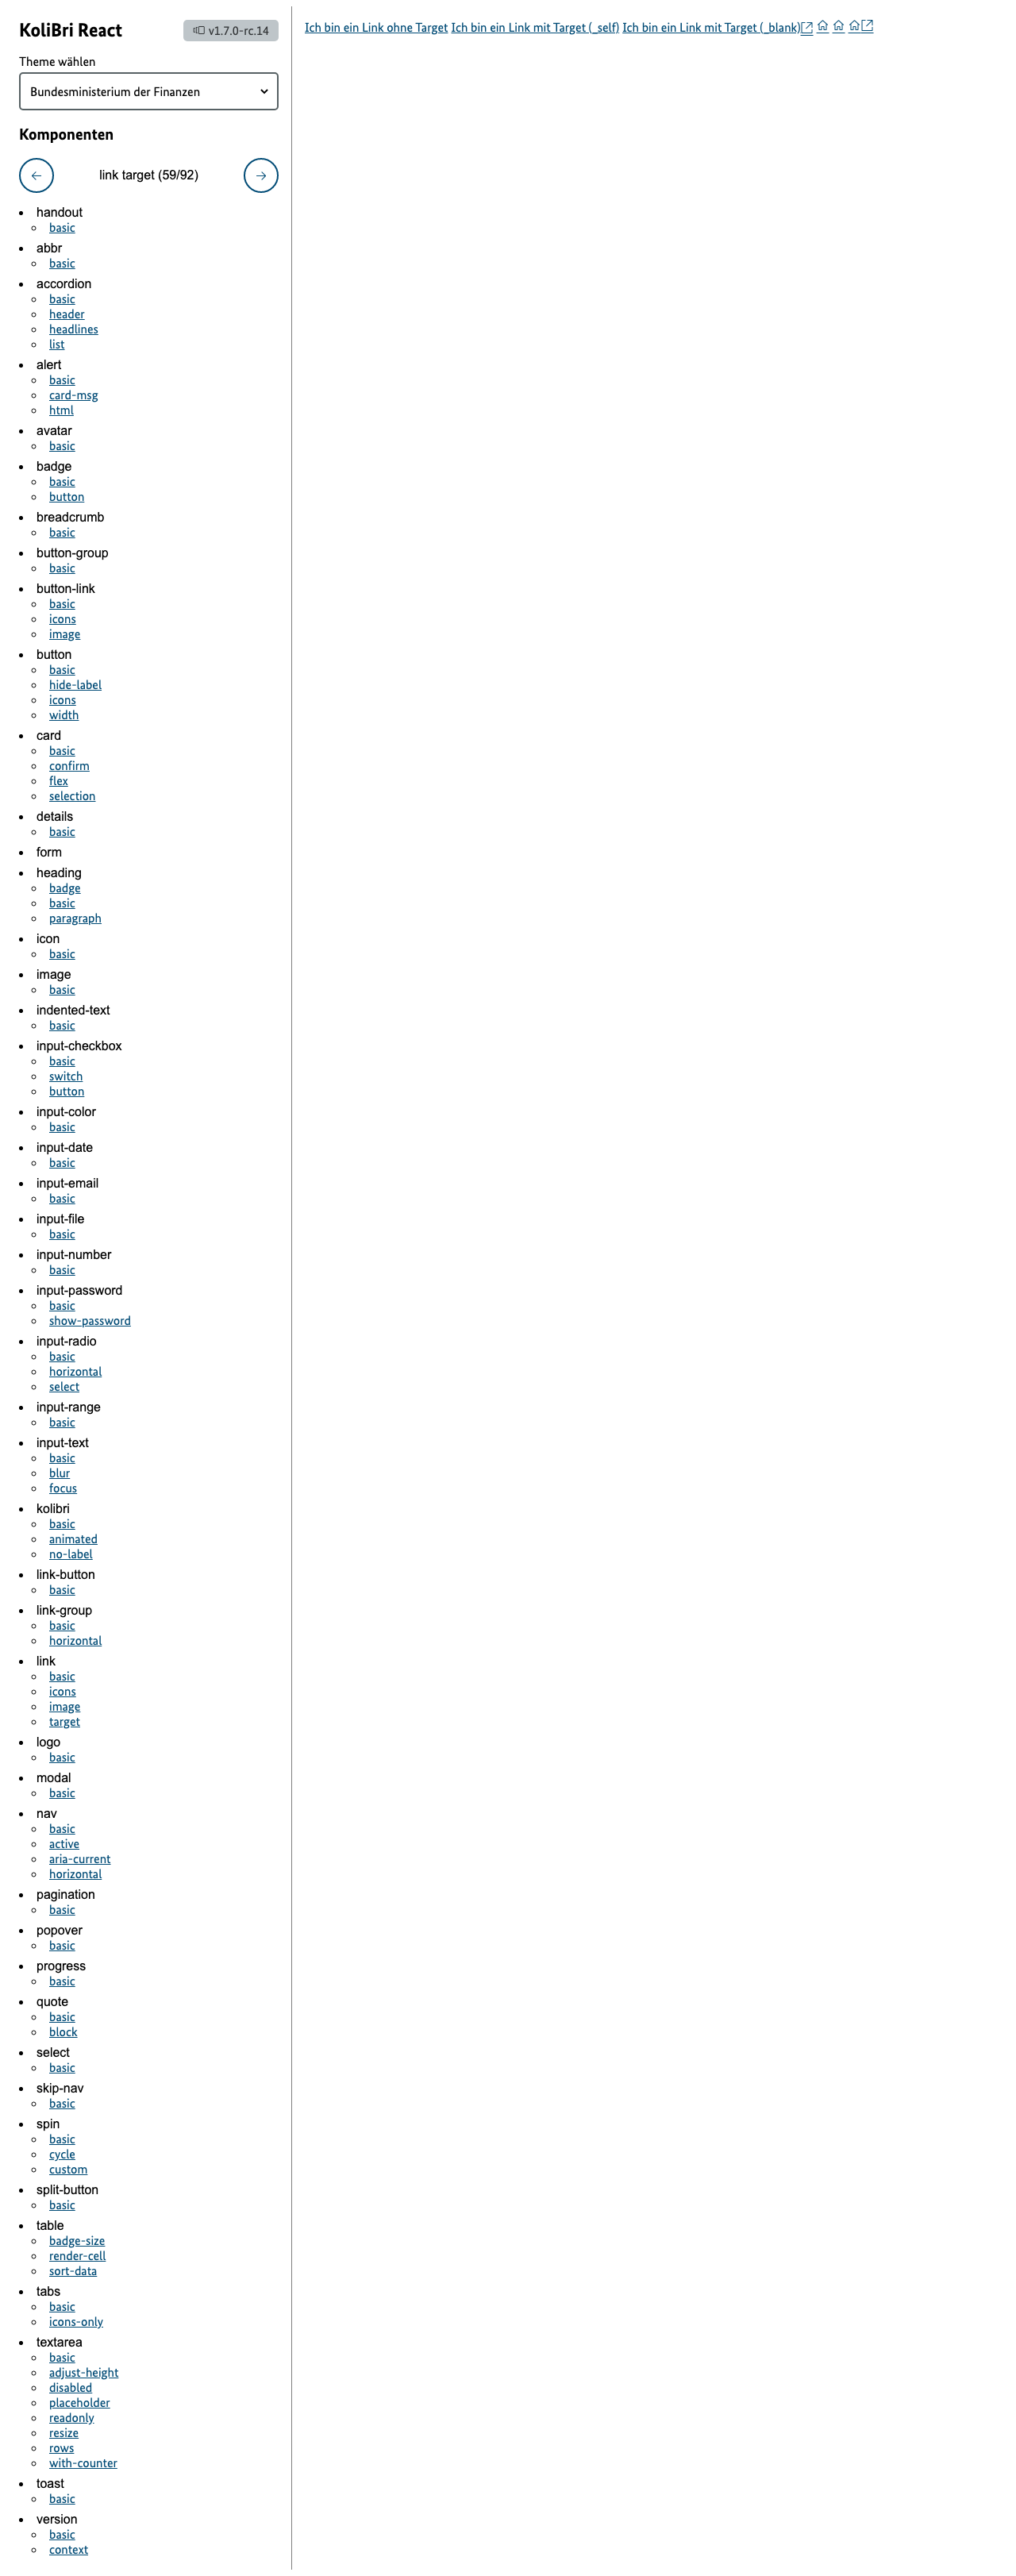 KoliBri React
v1.7.0-rc.14
Theme wählen
Bundesministerium der Finanzen
Komponenten
link target (59/92)
handout
basic
abbr
basic
accordion
basic
header
headlines
list
alert
basic
card-msg
html
avatar
basic
badge
basic
button
breadcrumb
basic
button-group
basic
button-link
basic
icons
image
button
basic
hide-label
icons
width
card
basic
confirm
flex
selection
details
basic
form
heading
badge
basic
paragraph
icon
basic
image
basic
indented-text
basic
input-checkbox
basic
switch
button
input-color
basic
input-date
basic
input-email
basic
input-file
basic
input-number
basic
input-password
basic
show-password
input-radio
basic
horizontal
select
input-range
basic
input-text
basic
blur
focus
kolibri
basic
animated
no-label
link-button
basic
link-group
basic
horizontal
link
basic
icons
image
target
logo
basic
modal
basic
nav
basic
active
aria-current
horizontal
pagination
basic
popover
basic
progress
basic
quote
basic
block
select
basic
skip-nav
basic
spin
basic
cycle
custom
split-button
basic
table
badge-size
render-cell
sort-data
tabs
basic
icons-only
textarea
basic
adjust-height
disabled
placeholder
readonly
resize
rows
with-counter
toast
basic
version
basic
context
Ich bin ein Link ohne Target Ich bin ein Link mit Target (_self) Ich bin ein Link mit Target (_blank)